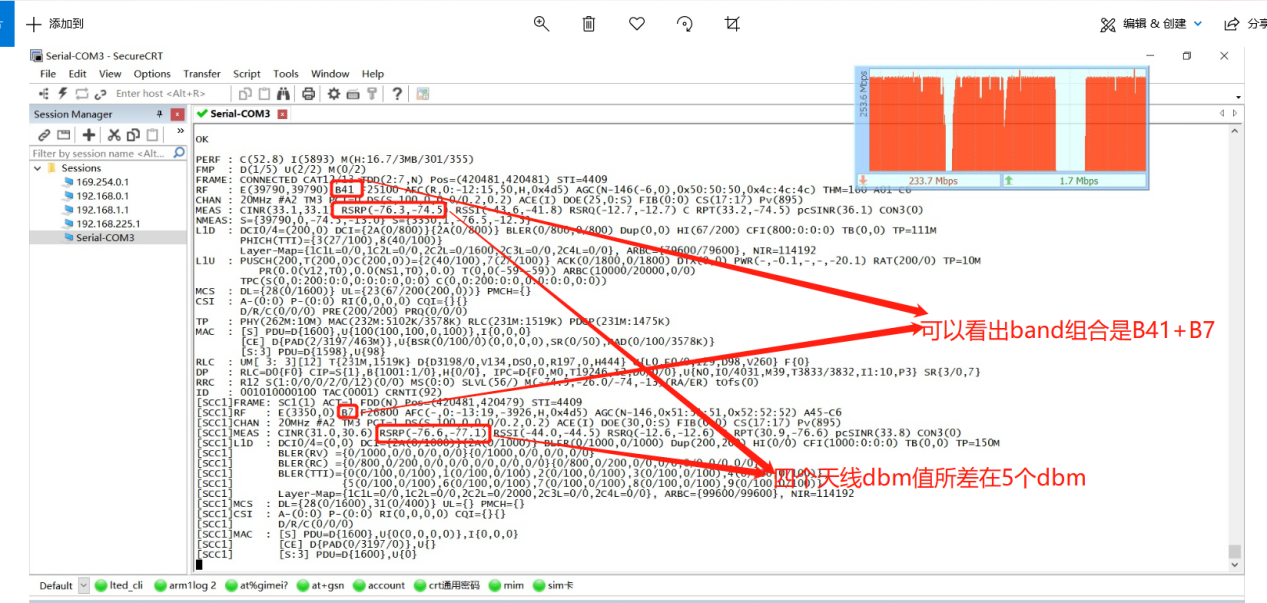 添加到
编辑 & 创建
分享
Serial-COM3 - SecureCRT
File Edit View Options Transfer Script Tools Window Help
Enter host <Alt+R>
Session Manager
Serial-COM3
Filter by session name <Alt...
Sessions
169.254.0.1
192.168.0.1
192.168.1.1
192.168.225.1
Serial-COM3
253.6 Mbps
233.7 Mbps
1.7 Mbps
OK
PERF : C(52.8) I(5893) M(H:16.7/3MB/301/355)
FMP : D(1/5) U(2/2) M(0/2)
FRAME: CONNECTED CAT12/13 TDD(2:7,N) Pos=(420481,420481) STI=4409
RF : E(39790,39790) B41 F25100 AFC(R,0:-12:15,50,H,0x4d5) AGC(N-146(-6,0),0x50:50:50,0x4c:4c:4c) THM=160 A01-C6
CHAN : 20MHz #A2 TM3 PCT=0 DS(S,100,0,0/0,0.2,0.2) ACE(I) DOE(25,0:S) FIB(0:0) CS(17:17) Pv(895)
MEAS : CINR(33.1,33.1) RSRP(-76.3,-74.5) RSSI(-43.6,-41.8) RSRQ(-12.7,-12.7) C RPT(33.2,-74.5) pcSINR(36.1) CON3(0)
NMEAS: S={39790,0,-74.5,-13.0} S={3350,1,-76.5,-12.5}
L1D : DCI0/4=(200,0) DCI={2A(0/800)}{2A(0/800)} BLER(0/800,0/800) Dup(0,0) HI(67/200) CFI(800:0:0:0) TB(0,0) TP=111M
PHICH(TTI)={3(27/100),8(40/100)}
Layer-Map={1C1L=0/0,1C2L=0/0,2C2L=0/1600,2C3L=0/0,2C4L=0/0}, ARBC={79600/79600}, NIR=114192
L1U : PUSCH(200,T(200,0)C(200,0))={2(40/100),7(27/100)} ACK(0/1800,0/1800) DTX(0,0) PWR(-,-0.1,-,-,-20.1) RAT(200/0) TP=10M
PR(0.0(V12,T0),0.0(NS1,T0),0.0) T(0,0(-59~-59)) ARBC(10000/20000,0/0)
TPC(S(0,0:200:0:0,0:0:0:0,0:0) C(0,0:200:0:0,0:0:0:0,0:0))
MCS : DL={28(0/1600)} UL={23(67/200(200,0))} PMCH={}
CSI : A-(0:0) P-(0:0) RI(0,0,0,0) CQI={}{}
D/R/C(0/0/0) PRE(200/200) PRQ(0/0/0)
TP : PHY(262M:10M) MAC(232M:5102K/3578K) RLC(231M:1519K) PDCP(231M:1475K)
MAC : [S] PDU=D{1600},U{100(100,100,0,100)},I{0,0,0}
[CE] D{PAD(2/3197/463M)},U{BSR(0/100/0)(0,0,0,0),SR(0/50),PAD(0/100/3578K)}
[S:3] PDU=D{1598},U{98}
RLC : UM[ 3: 3][12] T{231M,1519K} D{D3198/0,V134,DS0,0,R197,0,H444} D98,V260} F{0}
DP : RLC=D0{F0} CIP=S{1},B{1001:1/0},H{0/0}, IPC=D{F0,M0,T19246,I2,B0/0/0},U{N0,I0/4031,M39,T3833/3832,I1:10,P3} SR{3/0,7}
RRC : R12 S(1:0/0/0/2/0/12)(0/0) MS(0:0) SLVL(56/) M(-74.5,-26.0/-74,-13)(RA/ER) tOfs(0)
ID : 001010000100 TAC(0001) CRNTI(92)
[SCC1]FRAME: SC1(1) ACT=1 FDD(N) Pos=(420481,420479) STI=4409
[SCC1]RF : E(3350,0) B7 F26800 AFC(-,0:-13:19,-3926,H,0x4d5) AGC(N-146,0x51:51:51,0x52:52:52) A45-C6
[SCC1]CHAN : 20MHz #A2 TM3 PCT=1 DS(S,100,0,0/0,0.2,0.2) ACE(I) DOE(30,0:S) FIB(0:0) CS(17:17) Pv(895)
[SCC1]MEAS : CINR(31.0,30.6) RSRP(-76.6,-77.1) RSSI(-44.0,-44.5) RSRQ(-12.6,-12.6) RPT(30.9,-76.6) pcSINR(33.8) CON3(0)
[SCC1]L1D : DCI0/4=(0,0) DCI={2A(0/1000)}{2A(0/1000)} BLER(0/1000,0/1000) Dup(200,200) HI(0/0) CFI(1000:0:0:0) TB(0,0) TP=150M
[SCC1] BLER(RV) ={0/1000,0/0,0/0,0/0}{0/1000,0/0,0/0,0/0}
[SCC1] BLER(RC) ={0/800,0/200,0/0,0/0,0/0,0/0,0/0,0/0}{0/800,0/200,0/0,0/0,0/0,0/0,0/0,0/0}
[SCC1] BLER(TTI)={0(0/100,0/100),1(0/100,0/100),2(0/100,0/100),3(0/100,0/100),4(0/100,0/100)}
[SCC1] {5(0/100,0/100),6(0/100,0/100),7(0/100,0/100),8(0/100,0/100),9(0/100,0/100)}
[SCC1] Layer-Map={1C1L=0/0,1C2L=0/0,2C2L=0/2000,2C3L=0/0,2C4L=0/0}, ARBC={99600/99600}, NIR=114192
[SCC1]MCS : DL={28(0/1600),31(0/400)} UL={} PMCH={}
[SCC1]CSI : A-(0:0) P-(0:0) RI(0,0,0,0) CQI={}{}
[SCC1] D/R/C(0/0/0)
[SCC1]MAC : [S] PDU=D{1600},U{0(0,0,0,0)},I{0,0,0}
[SCC1] [CE] D{PAD(0/3197/0)},U{}
[SCC1] [S:3] PDU=D{1600},U{0}
可以看出band组合是B41+B7
四个天线dbm值所差在5个dbm
Default lted_cli arm1log 2 at%gimei? at+gsn account crt通用密码 mim sim卡